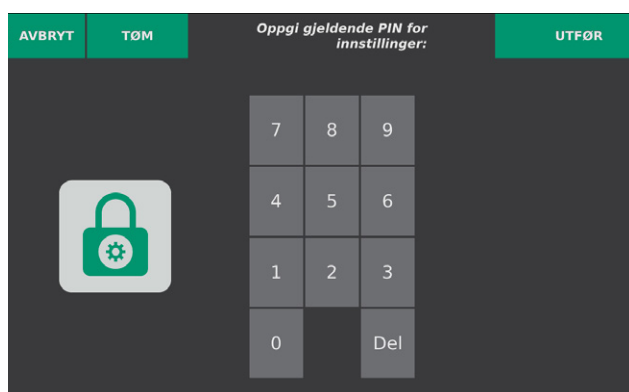 AVBRYT
TØM
Oppgi gjeldende PIN for
innstillinger:
UTFØR
7 8 9
4 5 6
1 2 3
0 Del